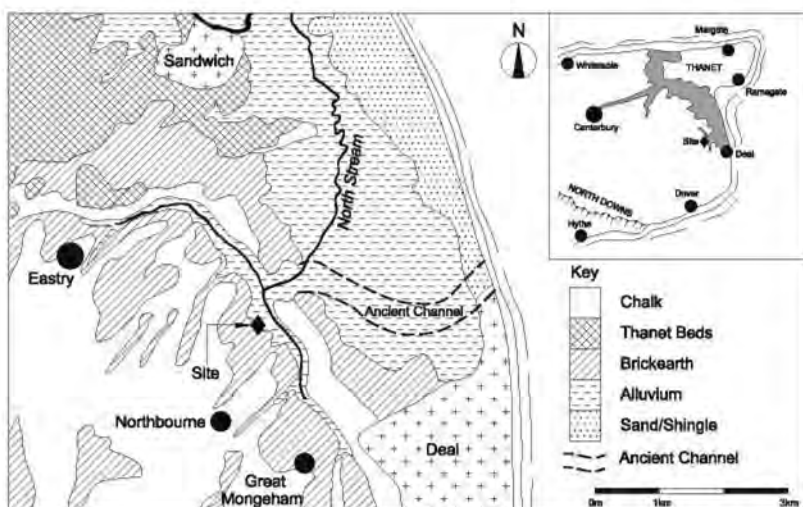 Sandwich
N
North Stream
Eastry
Ancient Channel
Site
Northbourne
Deal
Great
Mongeham
Margate
Whitstable
THANET
Ramsgate
Canterbury
Site
Deal
NORTH DOWNS
Dover
Hythe
Key
Chalk
Thanet Beds
Brickearth
Alluvium
Sand/Shingle
Ancient Channel
0m 1km 3km